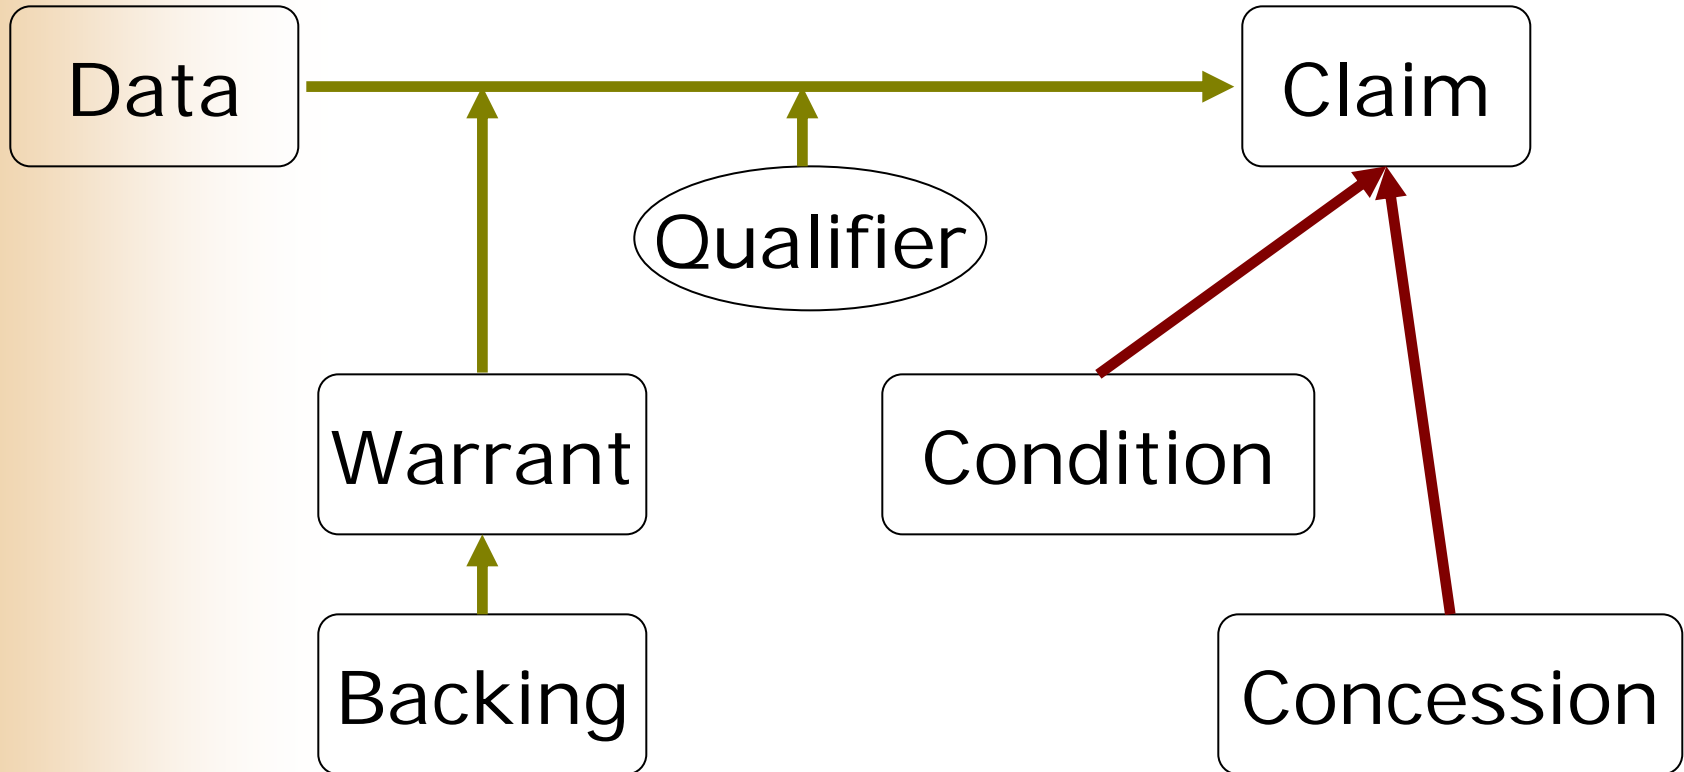 Data
Claim
Qualifier
Warrant
Condition
Backing
Concession